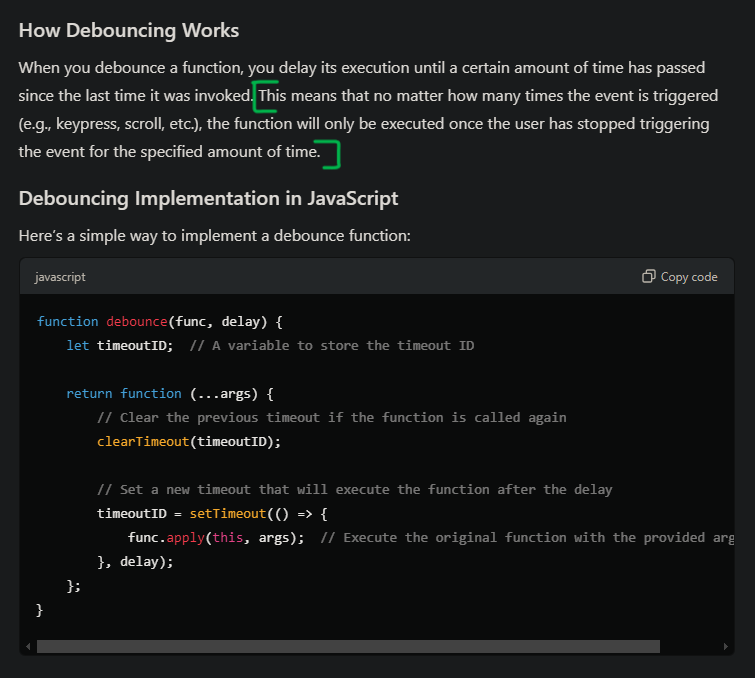 How Debouncing Works
When you debounce a function, you delay its execution until a certain amount of time has passed
since the last time it was invoked. This means that no matter how many times the event is triggered
(e.g., keypress, scroll, etc.), the function will only be executed once the user has stopped triggering
the event for the specified amount of time.
Debouncing Implementation in JavaScript
Here’s a simple way to implement a debounce function:
javascript Copy code
function debounce(func, delay) {
    let timeoutID;  // A variable to store the timeout ID
    return function (...args) {
        // Clear the previous timeout if the function is called again
        clearTimeout(timeoutID);
        // Set a new timeout that will execute the function after the delay
        timeoutID = setTimeout(() => {
            func.apply(this, args);  // Execute the original function with the provided arg
        }, delay);
    };
}